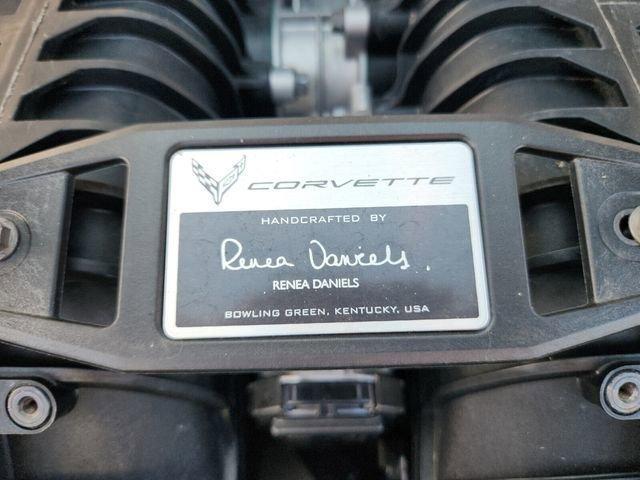 CORVETTE
HANDCRAFTED BY
Renea Daniels.
RENEA DANIELS
BOWLING GREEN, KENTUCKY, USA